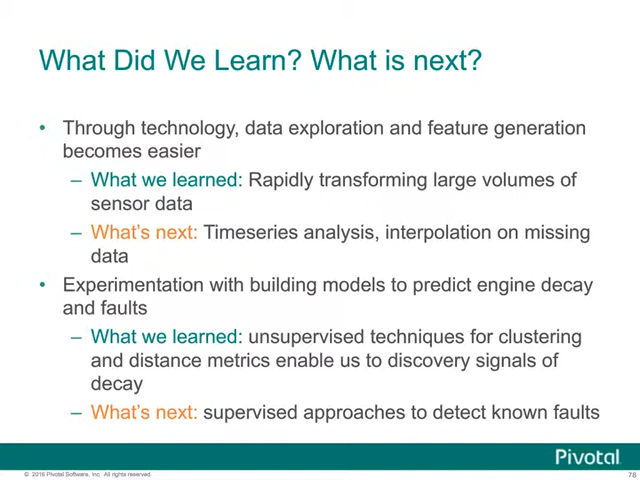 What Did We Learn? What is next?
• Through technology, data exploration and feature generation
becomes easier
– What we learned: Rapidly transforming large volumes of
sensor data
– What's next: Timeseries analysis, interpolation on missing
data
• Experimentation with building models to predict engine decay
and faults
– What we learned: unsupervised techniques for clustering
and distance metrics enable us to discovery signals of
decay
– What's next: supervised approaches to detect known faults
Pivotal
© 2016 Pivotal Software, Inc. All rights reserved.
78